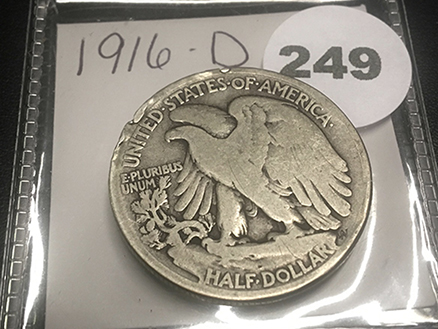 1916-D
249
UNITED·STATES·OF·AMERICA
E·PLURIBUS
UNUM
HALF·DOLLAR